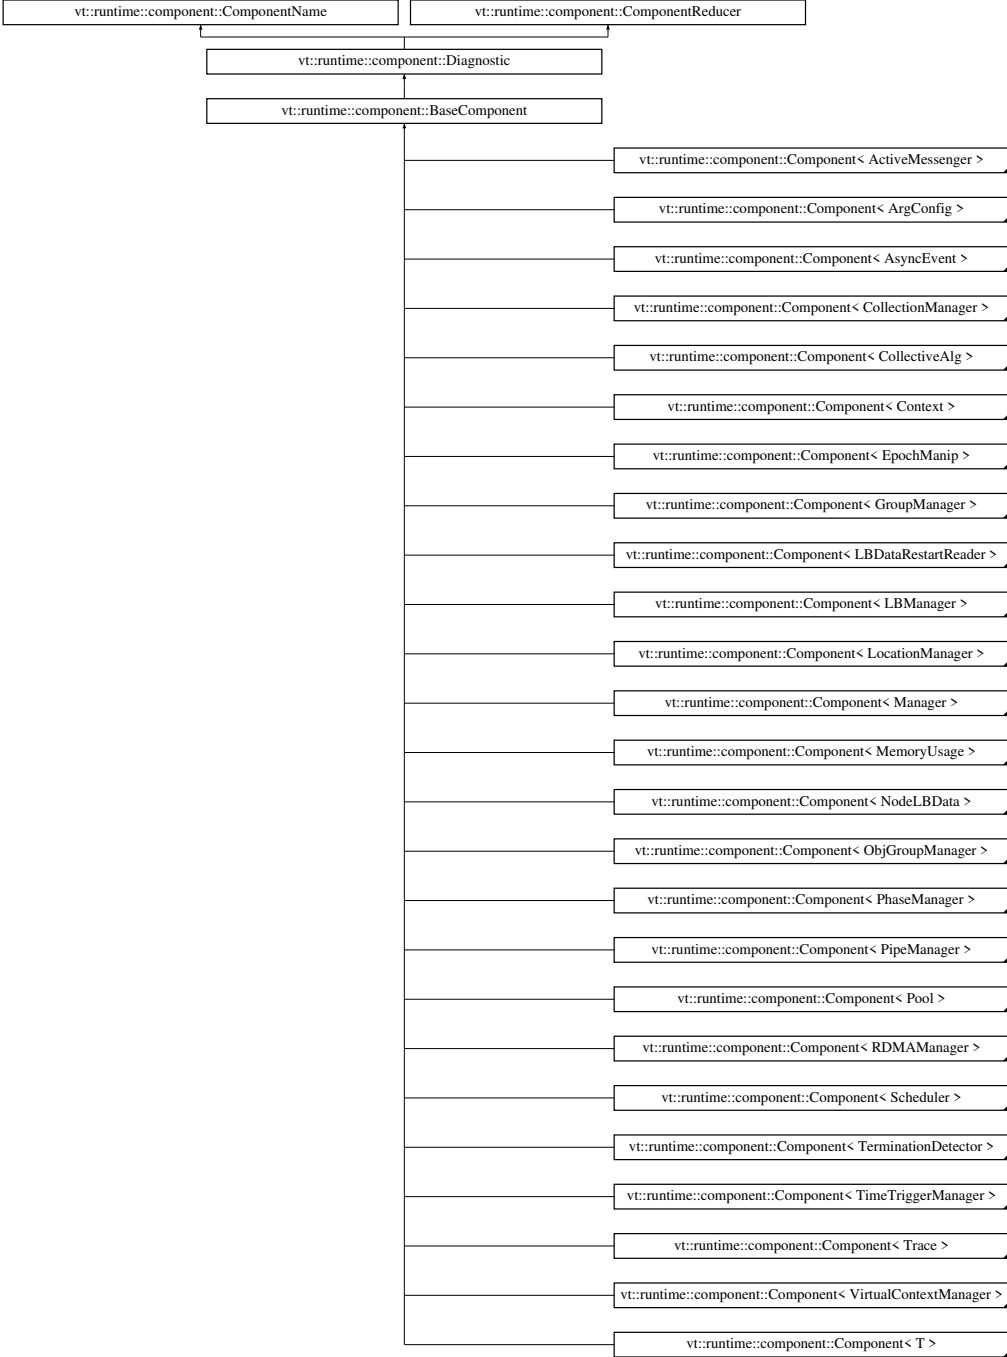 vt::runtime::component::ComponentName
vt::runtime::component::ComponentReducer
vt::runtime::component::Diagnostic
vt::runtime::component::BaseComponent
vt::runtime::component::Component< ActiveMessenger >
vt::runtime::component::Component< ArgConfig >
vt::runtime::component::Component< AsyncEvent >
vt::runtime::component::Component< CollectionManager >
vt::runtime::component::Component< CollectiveAlg >
vt::runtime::component::Component< Context >
vt::runtime::component::Component< EpochManip >
vt::runtime::component::Component< GroupManager >
vt::runtime::component::Component< LBDataRestartReader >
vt::runtime::component::Component< LBManager >
vt::runtime::component::Component< LocationManager >
vt::runtime::component::Component< Manager >
vt::runtime::component::Component< MemoryUsage >
vt::runtime::component::Component< NodeLBData >
vt::runtime::component::Component< ObjGroupManager >
vt::runtime::component::Component< PhaseManager >
vt::runtime::component::Component< PipeManager >
vt::runtime::component::Component< Pool >
vt::runtime::component::Component< RDMAManager >
vt::runtime::component::Component< Scheduler >
vt::runtime::component::Component< TerminationDetector >
vt::runtime::component::Component< TimeTriggerManager >
vt::runtime::component::Component< Trace >
vt::runtime::component::Component< VirtualContextManager >
vt::runtime::component::Component< T >